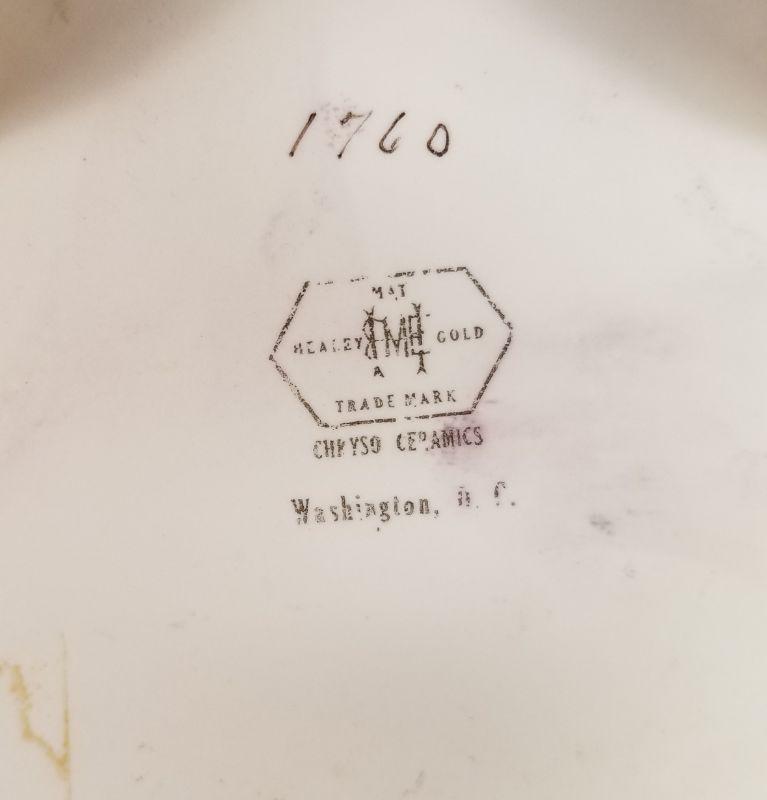 1760
MAT
HEALEY GOLD
A T
TRADE MARK
CHRYSO CERAMICS
Washington, D. C.